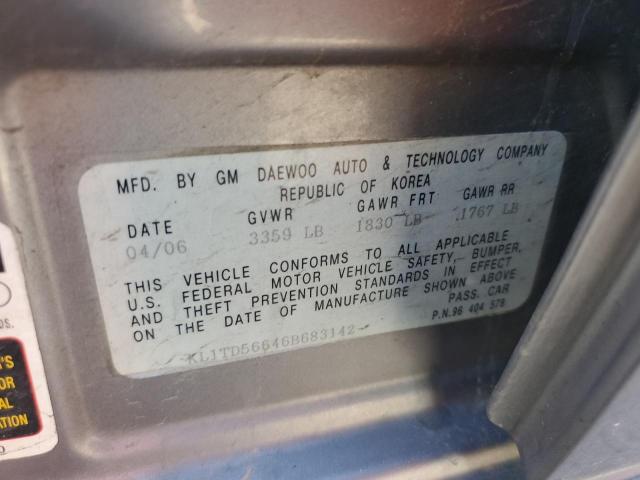 MFD. BY GM DAEWOO AUTO & TECHNOLOGY COMPANY
REPUBLIC OF KOREA
DATE GVWR GAWR FRT GAWR RR
04/06 3359 LB 1830 LB 1767 LB
THIS VEHICLE CONFORMS TO ALL APPLICABLE
U.S. FEDERAL MOTOR VEHICLE SAFETY, BUMPER,
AND THEFT PREVENTION STANDARDS IN EFFECT
ON THE DATE OF MANUFACTURE SHOWN ABOVE
PASS. CAR
P.N.96 404 578
KL1TD56646B683142